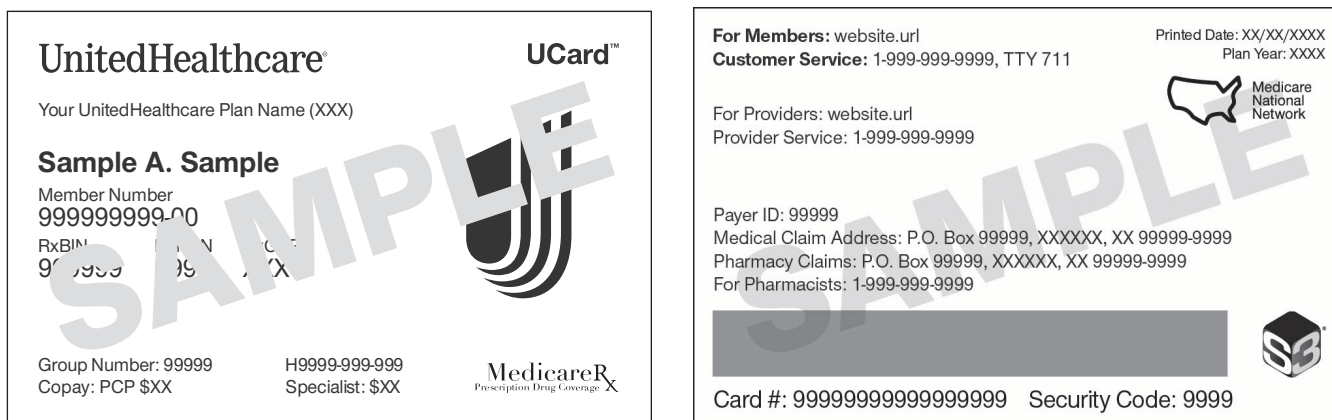 UnitedHealthcare®
UCard™
Your UnitedHealthcare Plan Name (XXX)
Sample A. Sample
Member Number
999999999-00
RxBIN
SAMPLE
Group Number: 99999 H9999-999-999
Copay: PCP $XX Specialist: $XX
MedicareRx
Prescription Drug Coverage
For Members: website.url
Customer Service: 1-999-999-9999, TTY 711
Printed Date: XX/XX/XXXX
Plan Year: XXXX
Medicare
National
Network
For Providers: website.url
Provider Service: 1-999-999-9999
SAMPLE
Payer ID: 99999
Medical Claim Address: P.O. Box 99999, XXXXXX, XX 99999-9999
Pharmacy Claims: P.O. Box 99999, XXXXXX, XX 99999-9999
For Pharmacists: 1-999-999-9999
S3
Card #: 99999999999999999 Security Code: 9999